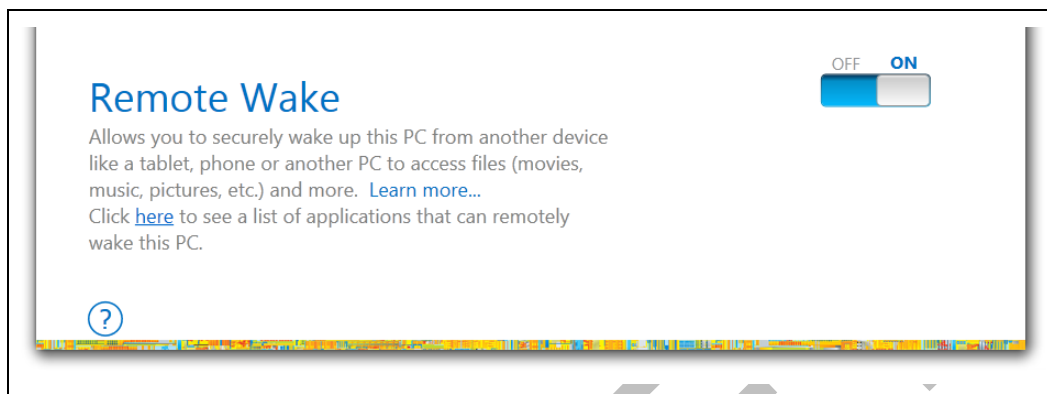 OFF ON
Remote Wake
Allows you to securely wake up this PC from another device
like a tablet, phone or another PC to access files (movies,
music, pictures, etc.) and more. Learn more...
Click here to see a list of applications that can remotely
wake this PC.
?